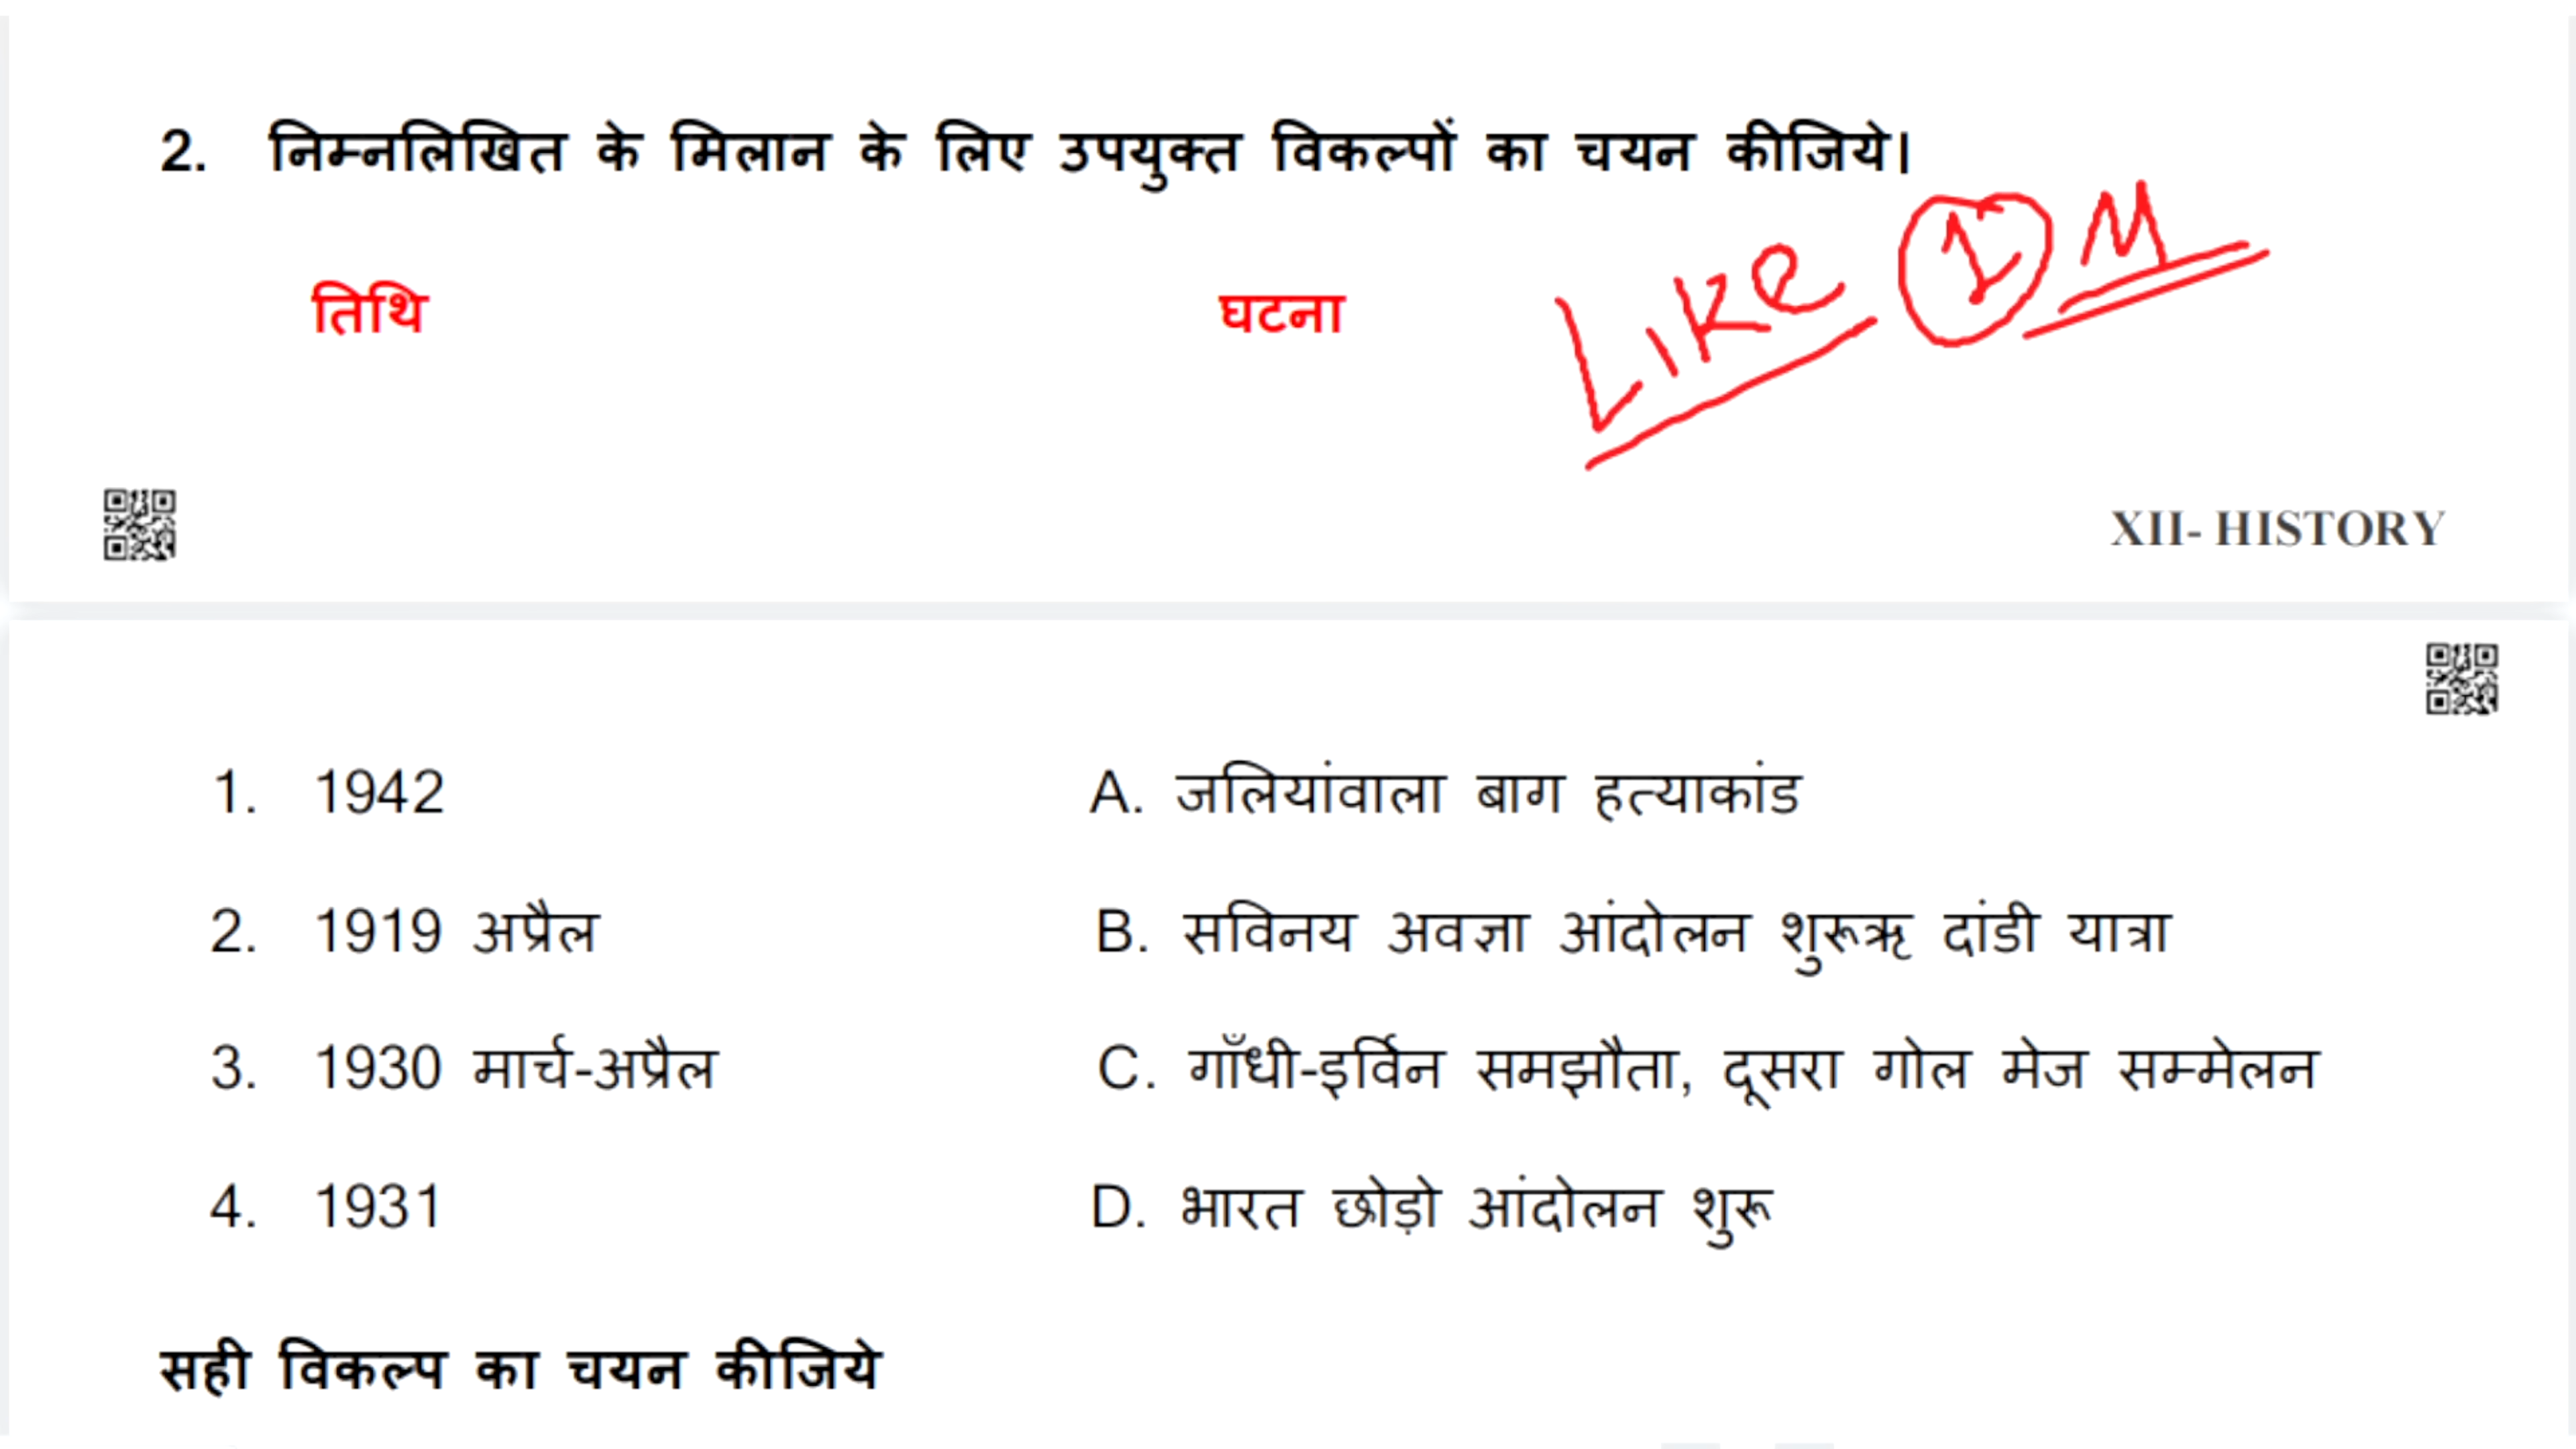 2. निम्नलिखित के मिलान के लिए उपयुक्त विकल्पों का चयन कीजिये।
Like 1 M
तिथि घटना
XII- HISTORY
1. 1942 A. जलियांवाला बाग हत्याकांड
2. 1919 अप्रैल B. सविनय अवज्ञा आंदोलन शुरूऋ दांडी यात्रा
3. 1930 मार्च-अप्रैल C. गाँधी-इर्विन समझौता, दूसरा गोल मेज सम्मेलन
4. 1931 D. भारत छोड़ो आंदोलन शुरू
सही विकल्प का चयन कीजिये